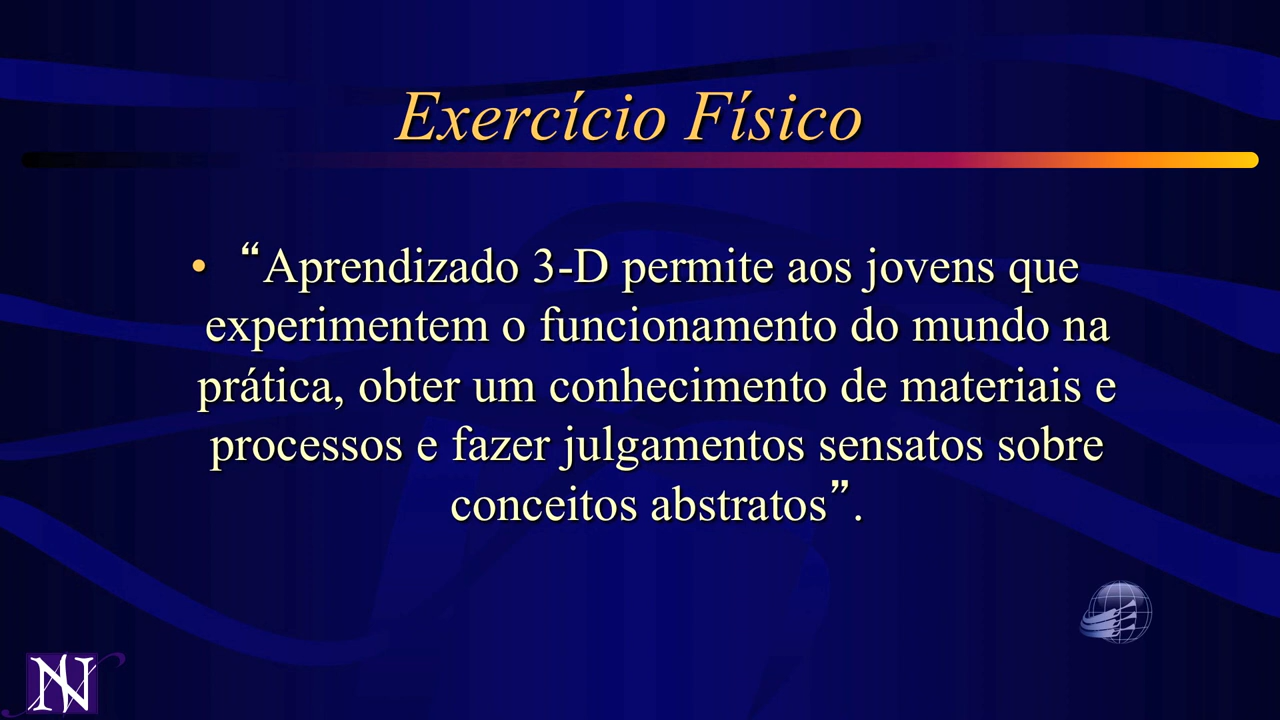 Exercício Físico
• “Aprendizado 3-D permite aos jovens que
experimentem o funcionamento do mundo na
prática, obter um conhecimento de materiais e
processos e fazer julgamentos sensatos sobre
conceitos abstratos”.